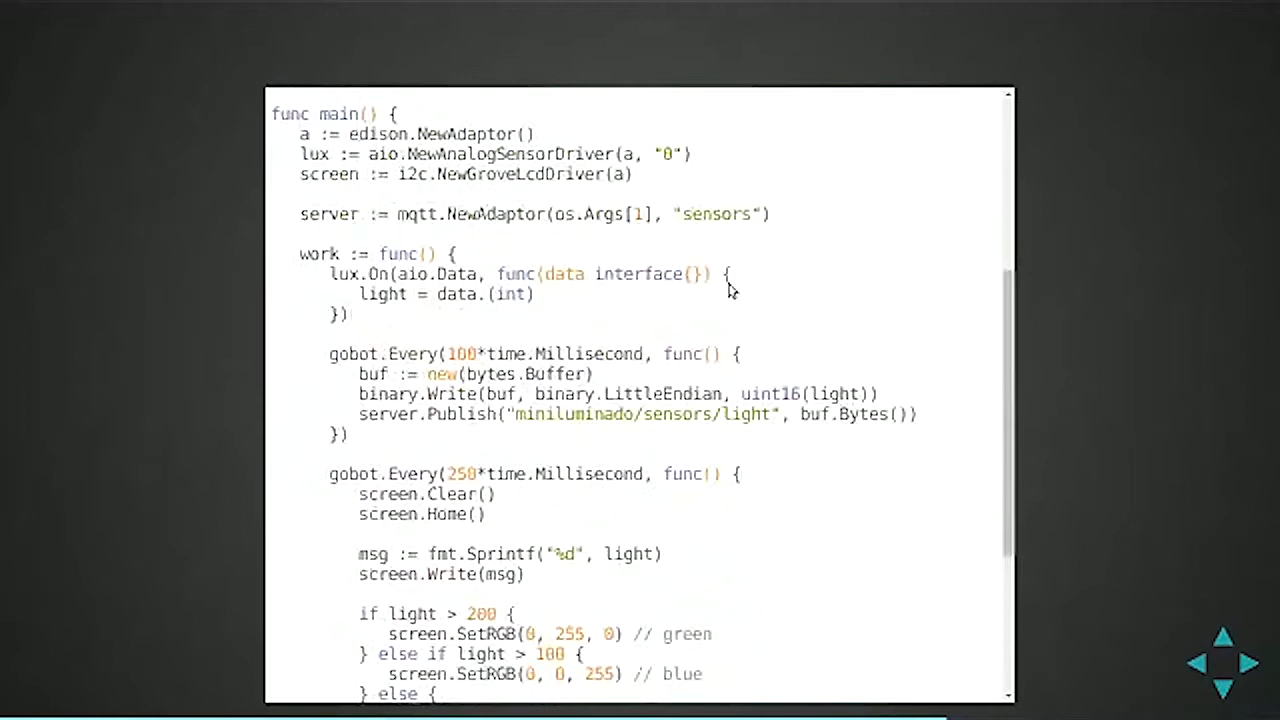 func main() {
a := edison.NewAdaptor()
lux := aio.NewAnalogSensorDriver(a, "0")
screen := i2c.NewGroveLcdDriver(a)
server := mqtt.NewAdaptor(os.Args[1], "sensors")
work := func() {
lux.On(aio.Data, func(data interface{}) {
light = data.(int)
})
gobot.Every(100*time.Millisecond, func() {
buf := new(bytes.Buffer)
binary.Write(buf, binary.LittleEndian, uint16(light))
server.Publish("miniluminado/sensors/light", buf.Bytes())
})
gobot.Every(250*time.Millisecond, func() {
screen.Clear()
screen.Home()
msg := fmt.Sprintf("%d", light)
screen.Write(msg)
if light > 200 {
screen.SetRGB(0, 255, 0) // green
} else if light > 100 {
screen.SetRGB(0, 0, 255) // blue
} else {